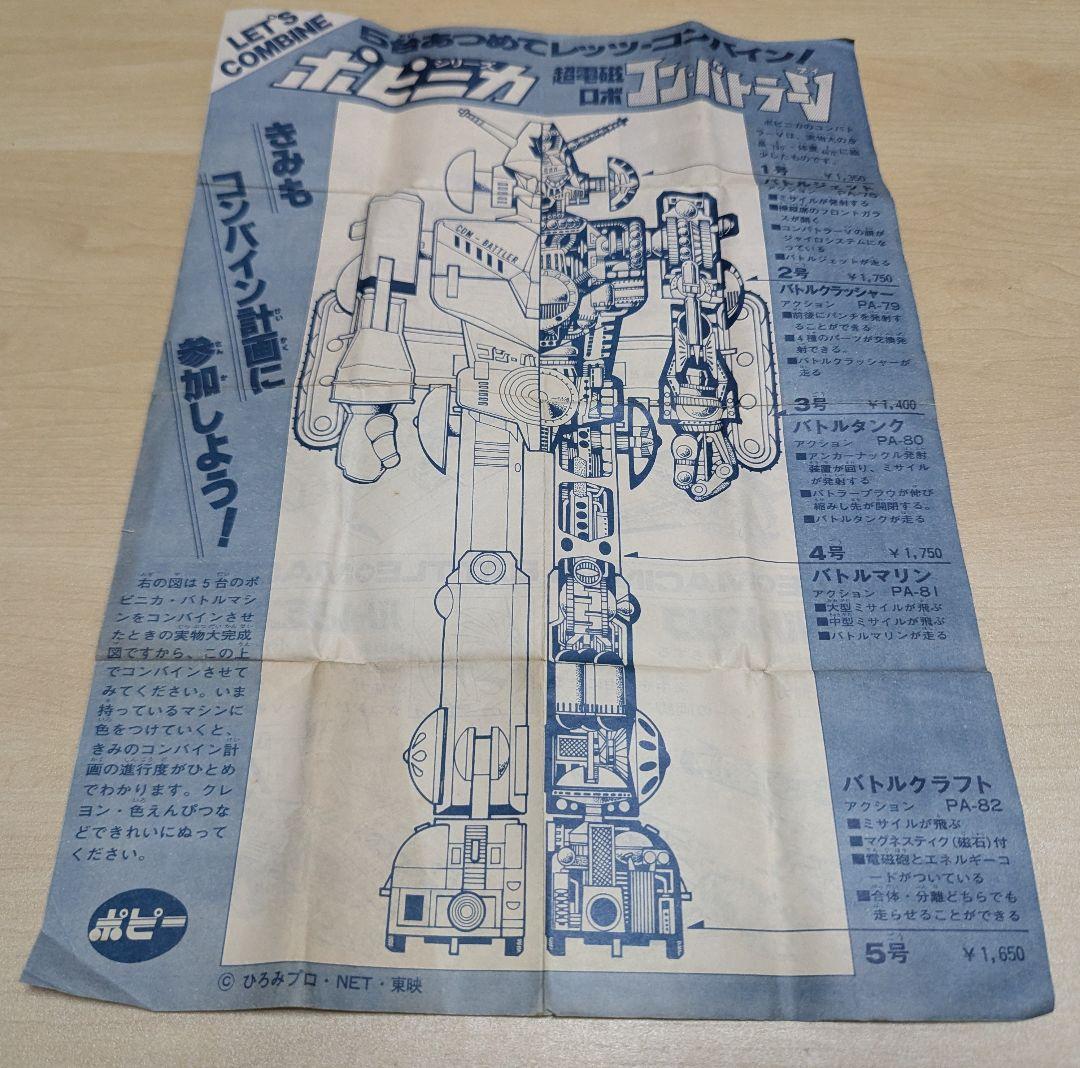 LET'S
COMBINE
5台あつめてレッツ・コンバイン!
ポピニカ
シリーズ
超電磁
ロボ
コン・バトラーV
きみも
コンバイン計画に
参加しよう!
COM-BATTLER
ポピニカのコンバト
ラーVは、実物大の身
少したものです。
1号 ¥1,350
バトルジェット
■ミサイルが発射する
■操縦席のフロントガラ
スが開く
■コンバトラーVの顔が
ジャイロシステムにな
っている
■バトルジェットが走る
2号 ¥1,750
バトルクラッシャー
アクション PA-79
■前後にパンチを発射す
ることができる
■4種のパーツが交換発
射できる。
■バトルクラッシャーが
走る
3号 ¥1,400
バトルタンク
アクション PA-80
■アンカーナックル発射
装置が回り、ミサイル
が発射する
■バトラープラウが伸び
縮みし先が開閉する。
■バトルタンクが走る
4号 ¥1,750
バトルマリン
アクション PA-81
■大型ミサイルが飛ぶ
■中型ミサイルが飛ぶ
■バトルマリンが走る
バトルクラフト
アクション PA-82
■ミサイルが飛ぶ
■マグネスティク(磁石)付
■電磁砲とエネルギーコ
ードがついている
■合体・分離どちらでも
走らせることができる
5号 ¥1,650
右の図は5台のポ
ピニカ・バトルマシ
ンをコンバインさせ
たときの実物大完成
図ですから、この上
でコンバインさせて
みてください。いま
持っているマシンに
色をつけていくと、
きみのコンバイン計
画の進行度がひとめ
でわかります。クレ
ヨン・色えんぴつな
どできれいにぬって
ください。
ポピー
© ひろみプロ・NET・東映